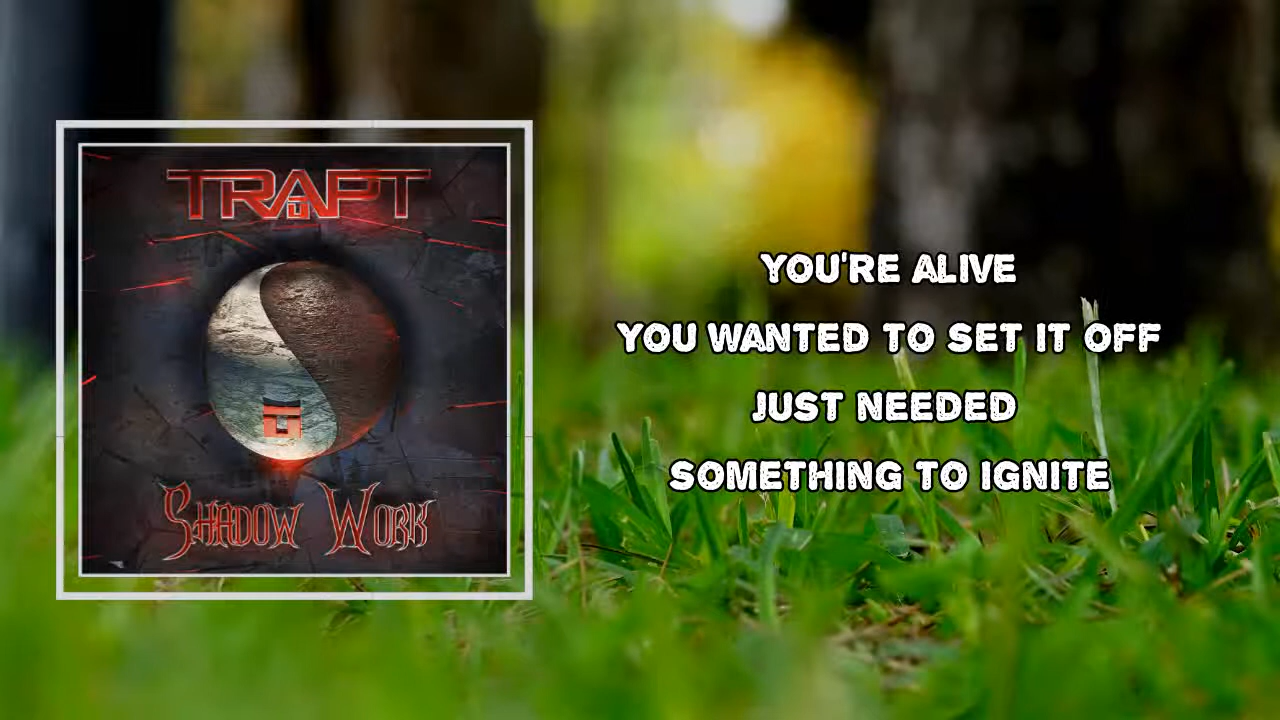 TRAPT
SHADOW WORK
YOU'RE ALIVE
YOU WANTED TO SET IT OFF
JUST NEEDED
SOMETHING TO IGNITE